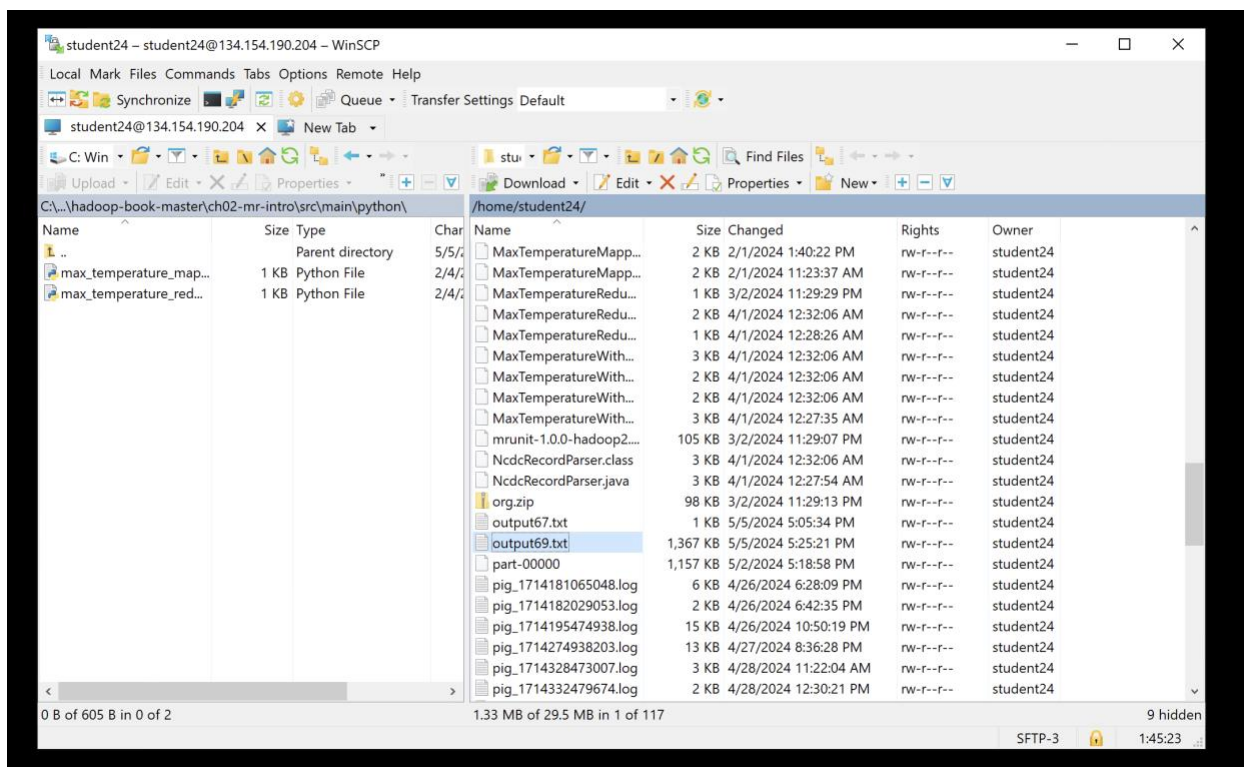 student24 – student24@134.154.190.204 – WinSCP
Local Mark Files Commands Tabs Options Remote Help
Synchronize Queue Transfer Settings Default
student24@134.154.190.204 X New Tab
C: Win
stu Find Files
Upload Edit Properties "
Download Edit Properties New
C:\...\hadoop-book-master\ch02-mr-intro\src\main\python\
/home/student24/
Name Size Type Char
.. Parent directory 5/5/2
max_temperature_map... 1 KB Python File 2/4/2
max_temperature_red... 1 KB Python File 2/4/2
Name Size Changed Rights Owner
MaxTemperatureMapp... 2 KB 2/1/2024 1:40:22 PM rw-r--r-- student24
MaxTemperatureMapp... 2 KB 2/1/2024 11:23:37 AM rw-r--r-- student24
MaxTemperatureRedu... 1 KB 3/2/2024 11:29:29 PM rw-r--r-- student24
MaxTemperatureRedu... 2 KB 4/1/2024 12:32:06 AM rw-r--r-- student24
MaxTemperatureRedu... 1 KB 4/1/2024 12:28:26 AM rw-r--r-- student24
MaxTemperatureWith... 3 KB 4/1/2024 12:32:06 AM rw-r--r-- student24
MaxTemperatureWith... 2 KB 4/1/2024 12:32:06 AM rw-r--r-- student24
MaxTemperatureWith... 2 KB 4/1/2024 12:32:06 AM rw-r--r-- student24
MaxTemperatureWith... 3 KB 4/1/2024 12:27:35 AM rw-r--r-- student24
mrunit-1.0.0-hadoop2.... 105 KB 3/2/2024 11:29:07 PM rw-r--r-- student24
NcdcRecordParser.class 3 KB 4/1/2024 12:32:06 AM rw-r--r-- student24
NcdcRecordParser.java 3 KB 4/1/2024 12:27:54 AM rw-r--r-- student24
org.zip 98 KB 3/2/2024 11:29:13 PM rw-r--r-- student24
output67.txt 1 KB 5/5/2024 5:05:34 PM rw-r--r-- student24
output69.txt 1,367 KB 5/5/2024 5:25:21 PM rw-r--r-- student24
part-00000 1,157 KB 5/2/2024 5:18:58 PM rw-r--r-- student24
pig_1714181065048.log 6 KB 4/26/2024 6:28:09 PM rw-r--r-- student24
pig_1714182029053.log 2 KB 4/26/2024 6:42:35 PM rw-r--r-- student24
pig_1714195474938.log 15 KB 4/26/2024 10:50:19 PM rw-r--r-- student24
pig_1714274938203.log 13 KB 4/27/2024 8:36:28 PM rw-r--r-- student24
pig_1714328473007.log 3 KB 4/28/2024 11:22:04 AM rw-r--r-- student24
pig_1714332479674.log 2 KB 4/28/2024 12:30:21 PM rw-r--r-- student24
0 B of 605 B in 0 of 2
1.33 MB of 29.5 MB in 1 of 117
9 hidden
SFTP-3 1:45:23